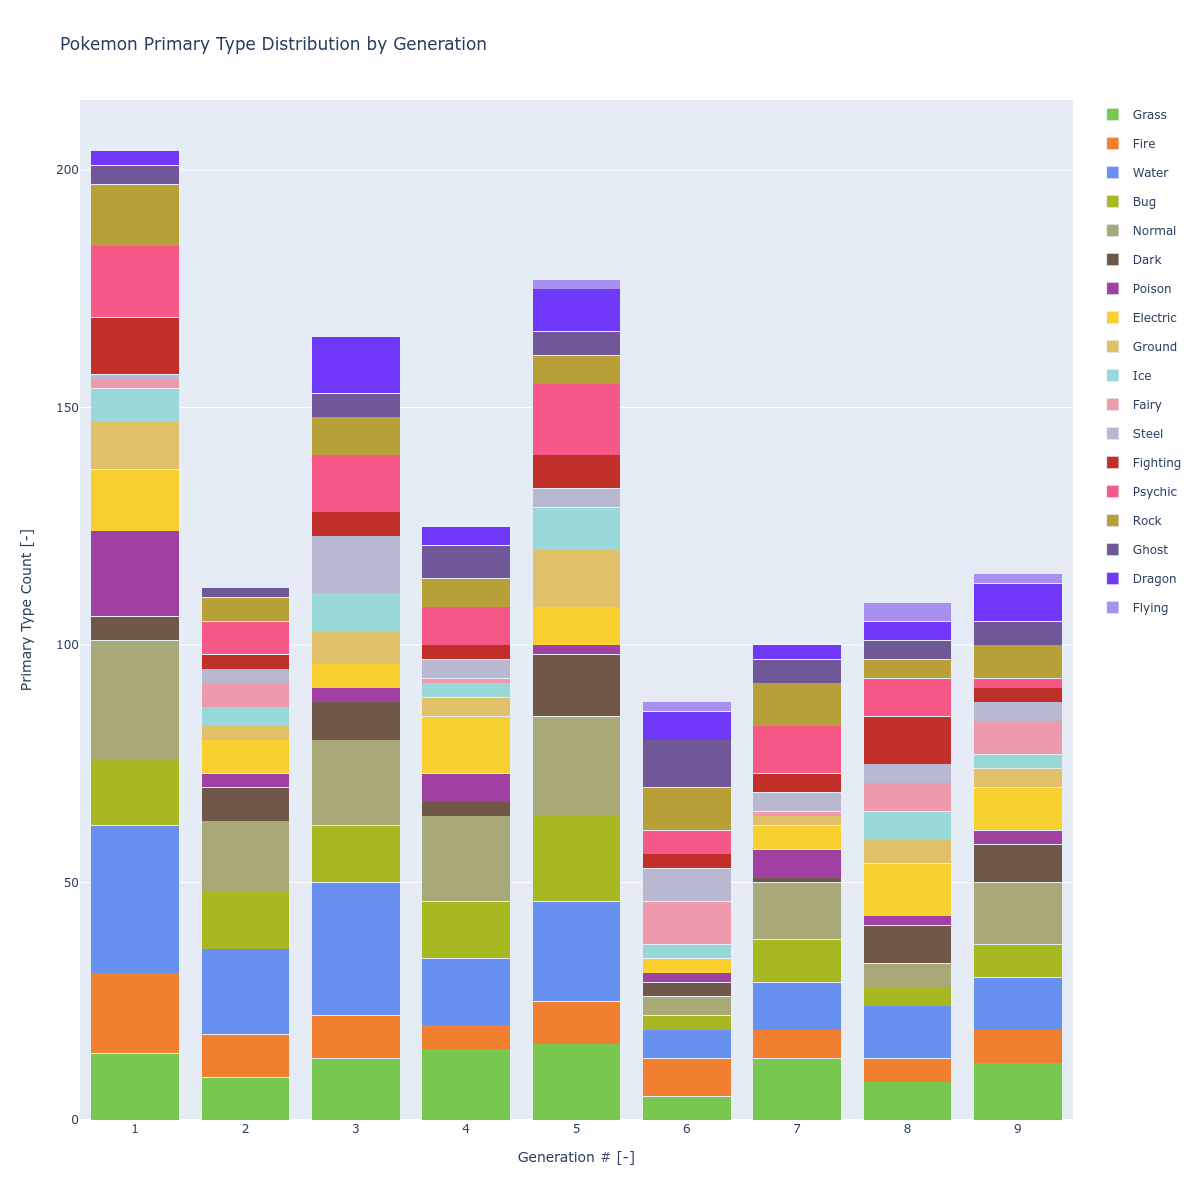 Pokemon Primary Type Distribution by Generation
Primary Type Count [-]
200
150
100
50
0
1 2 3 4 5 6 7 8 9
Generation # [-]
Grass
Fire
Water
Bug
Normal
Dark
Poison
Electric
Ground
Ice
Fairy
Steel
Fighting
Psychic
Rock
Ghost
Dragon
Flying